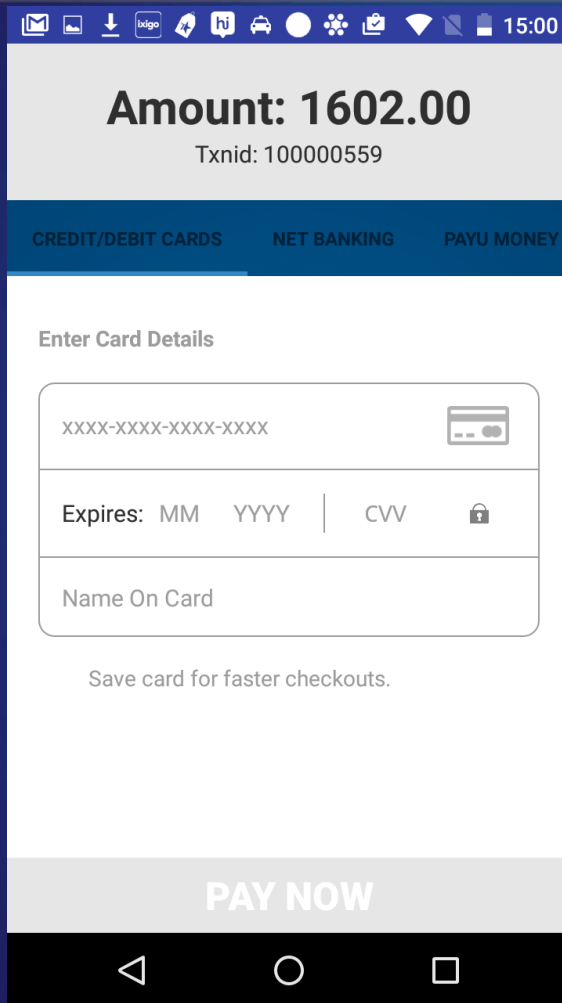 ixigo hj 15:00
Amount: 1602.00
Txnid: 100000559
CREDIT/DEBIT CARDS NET BANKING PAYU MONEY
Enter Card Details
xxxx-xxxx-xxxx-xxxx
Expires: MM YYYY CVV
Name On Card
Save card for faster checkouts.
PAY NOW